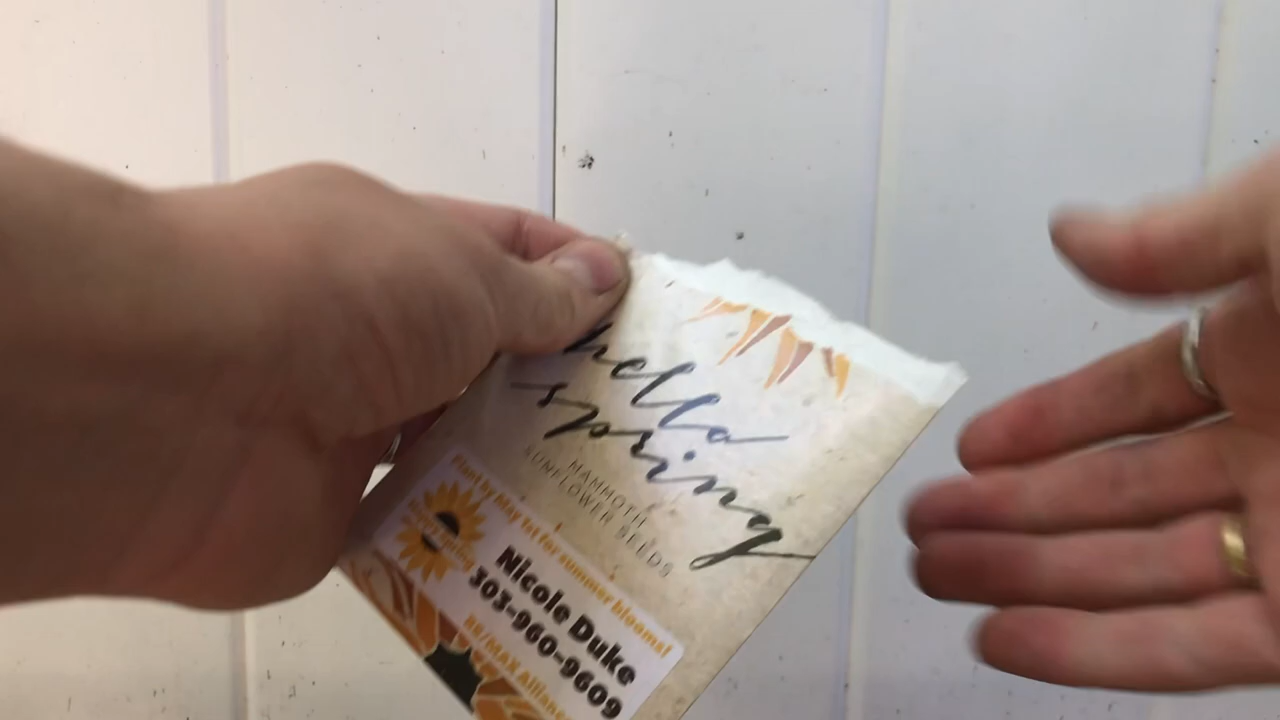 hello
spring
MAMMOTH
SUNFLOWER SEEDS
Plant by May 1st for summer blooms!
Nicole Duke
303-960-9609
RE/MAX Alliance